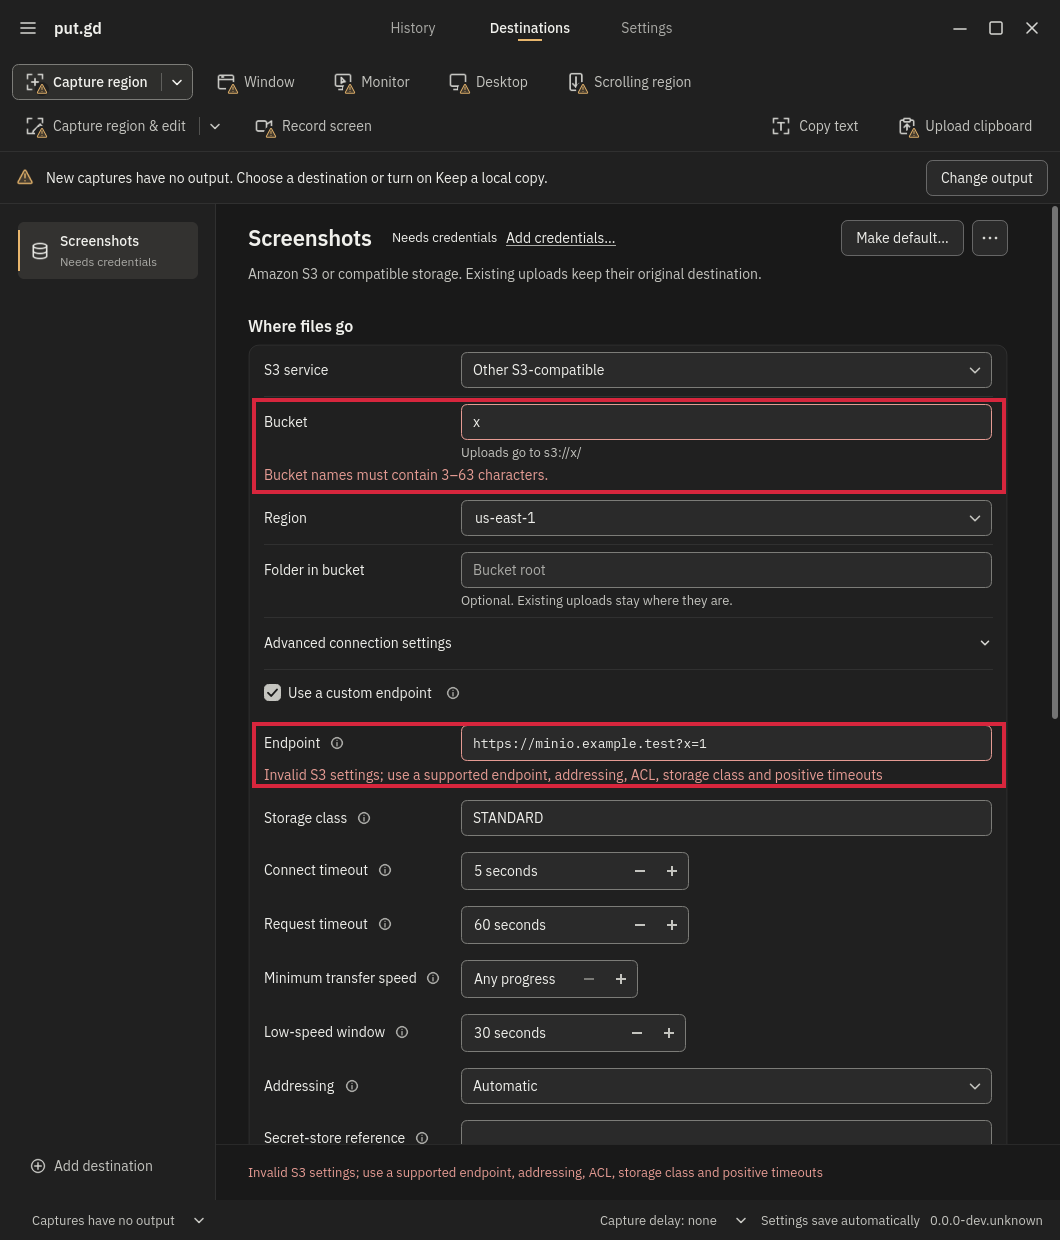 put.gd
History
Destinations
Settings
Capture region
Window
Monitor
Desktop
Scrolling region
Capture region & edit
Record screen
Copy text
Upload clipboard
New captures have no output. Choose a destination or turn on Keep a local copy.
Change output
Screenshots
Needs credentials
Screenshots
Needs credentials
Add credentials...
Make default...
Amazon S3 or compatible storage. Existing uploads keep their original destination.
Where files go
S3 service
Other S3-compatible
Bucket
x
Uploads go to s3://x/
Bucket names must contain 3–63 characters.
Region
us-east-1
Folder in bucket
Bucket root
Optional. Existing uploads stay where they are.
Advanced connection settings
Use a custom endpoint
Endpoint
https://minio.example.test?x=1
Invalid S3 settings; use a supported endpoint, addressing, ACL, storage class and positive timeouts
Storage class
STANDARD
Connect timeout
5 seconds
Request timeout
60 seconds
Minimum transfer speed
Any progress
Low-speed window
30 seconds
Addressing
Automatic
Secret-store reference
Add destination
Invalid S3 settings; use a supported endpoint, addressing, ACL, storage class and positive timeouts
Captures have no output
Capture delay: none
Settings save automatically
0.0.0-dev.unknown